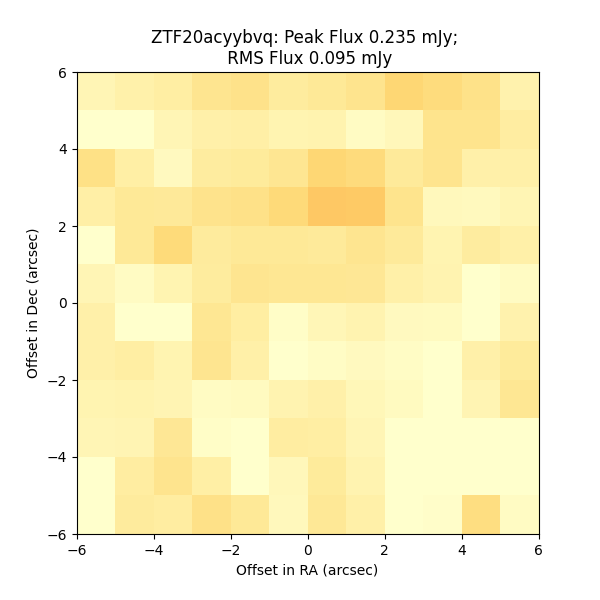 ZTF20acyybvq: Peak Flux 0.235 mJy;
RMS Flux 0.095 mJy
6
4
2
0
−2
−4
−6
Offset in Dec (arcsec)
−6 −4 −2 0 2 4 6
Offset in RA (arcsec)